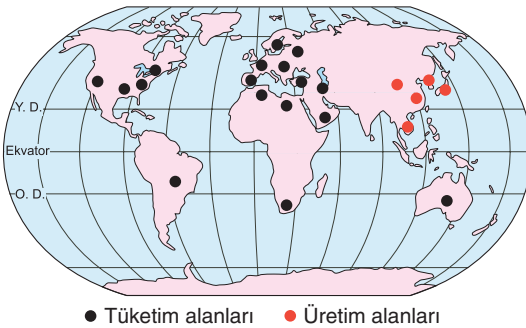 Y. D.
Ekvator
O. D.
Tüketim alanları
Üretim alanları